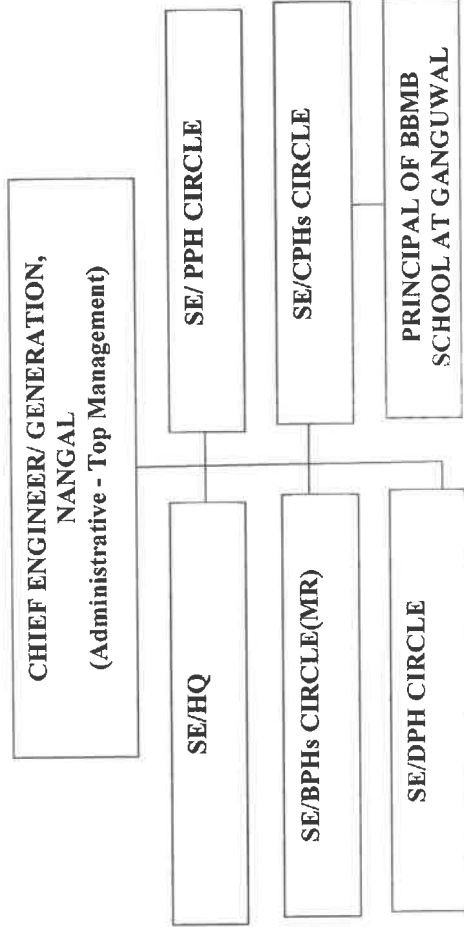 CHIEF ENGINEER/ GENERATION,
NANGAL
(Administrative - Top Management)
SE/HQ
SE/ PPH CIRCLE
SE/BPHs CIRCLE(MR)
SE/CPHs CIRCLE
SE/DPH CIRCLE
PRINCIPAL OF BBMB
SCHOOL AT GANGUWAL